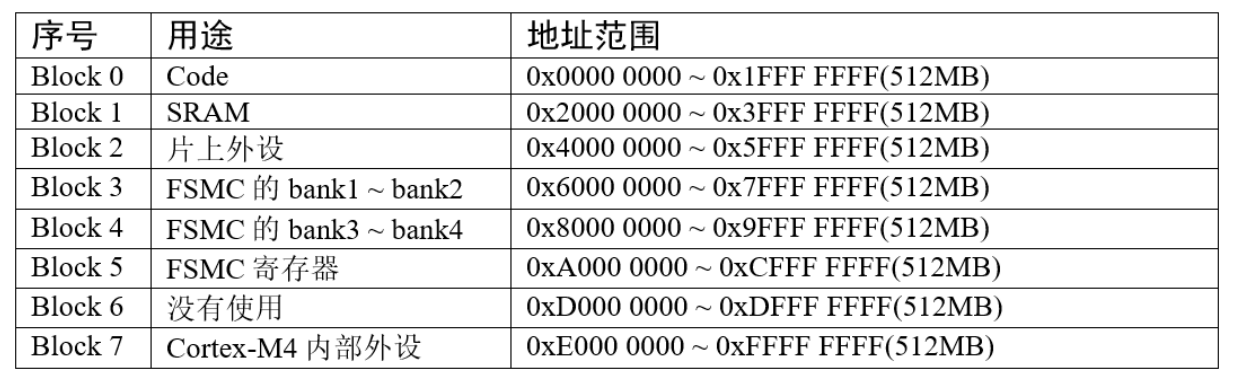 序号 用途 地址范围
Block 0 Code 0x0000 0000 ~ 0x1FFF FFFF(512MB)
Block 1 SRAM 0x2000 0000 ~ 0x3FFF FFFF(512MB)
Block 2 片上外设 0x4000 0000 ~ 0x5FFF FFFF(512MB)
Block 3 FSMC 的 bank1 ~ bank2 0x6000 0000 ~ 0x7FFF FFFF(512MB)
Block 4 FSMC 的 bank3 ~ bank4 0x8000 0000 ~ 0x9FFF FFFF(512MB)
Block 5 FSMC 寄存器 0xA000 0000 ~ 0xCFFF FFFF(512MB)
Block 6 没有使用 0xD000 0000 ~ 0xDFFF FFFF(512MB)
Block 7 Cortex-M4 内部外设 0xE000 0000 ~ 0xFFFF FFFF(512MB)